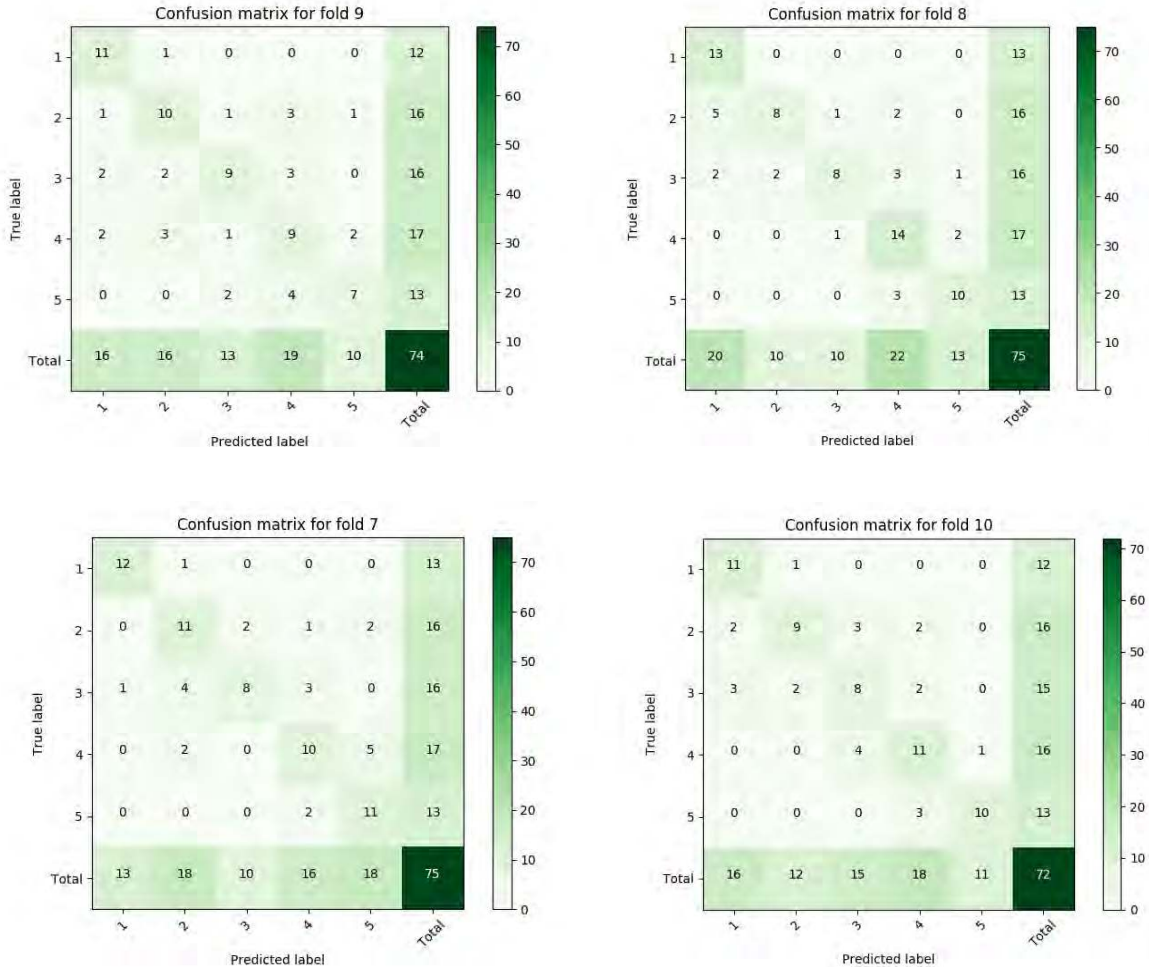 Confusion matrix for fold 9
1 11 1 0 0 0 12
2 1 10 1 3 1 16
3 2 2 9 3 0 16
4 2 3 1 9 2 17
5 0 0 2 4 7 13
Total 16 16 13 19 10 74
1 2 3 4 5 Total
Predicted label
True label
70
60
50
40
30
20
10
0
Confusion matrix for fold 8
1 13 0 0 0 0 13
2 5 8 1 2 0 16
3 2 2 8 3 1 16
4 0 0 1 14 2 17
5 0 0 0 3 10 13
Total 20 10 10 22 13 75
1 2 3 4 5 Total
Predicted label
True label
70
60
50
40
30
20
10
0
Confusion matrix for fold 7
1 12 1 0 0 0 13
2 0 11 2 1 2 16
3 1 4 8 3 0 16
4 0 2 0 10 5 17
5 0 0 0 2 11 13
Total 13 18 10 16 18 75
1 2 3 4 5 Total
Predicted label
True label
70
60
50
40
30
20
10
0
Confusion matrix for fold 10
1 11 1 0 0 0 12
2 2 9 3 2 0 16
3 3 2 8 2 0 15
4 0 0 4 11 1 16
5 0 0 0 3 10 13
Total 16 12 15 18 11 72
1 2 3 4 5 Total
Predicted label
True label
70
60
50
40
30
20
10
0